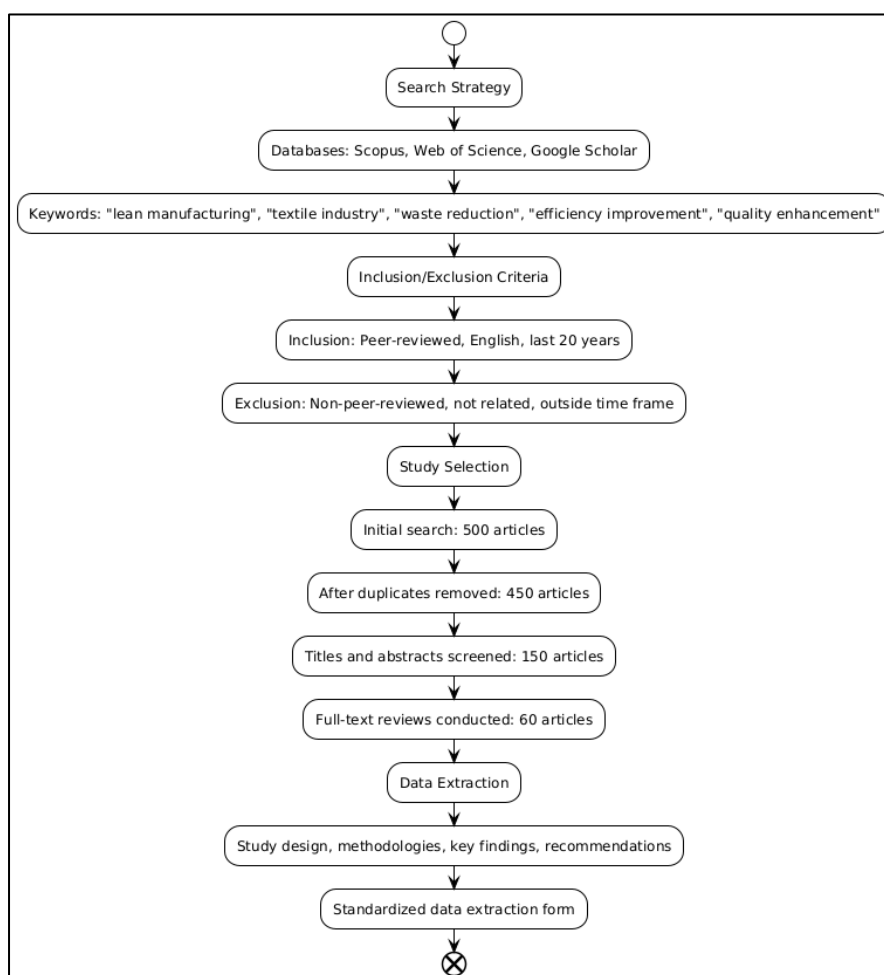 Search Strategy
Databases: Scopus, Web of Science, Google Scholar
Keywords: "lean manufacturing", "textile industry", "waste reduction", "efficiency improvement", "quality enhancement"
Inclusion/Exclusion Criteria
Inclusion: Peer-reviewed, English, last 20 years
Exclusion: Non-peer-reviewed, not related, outside time frame
Study Selection
Initial search: 500 articles
After duplicates removed: 450 articles
Titles and abstracts screened: 150 articles
Full-text reviews conducted: 60 articles
Data Extraction
Study design, methodologies, key findings, recommendations
Standardized data extraction form